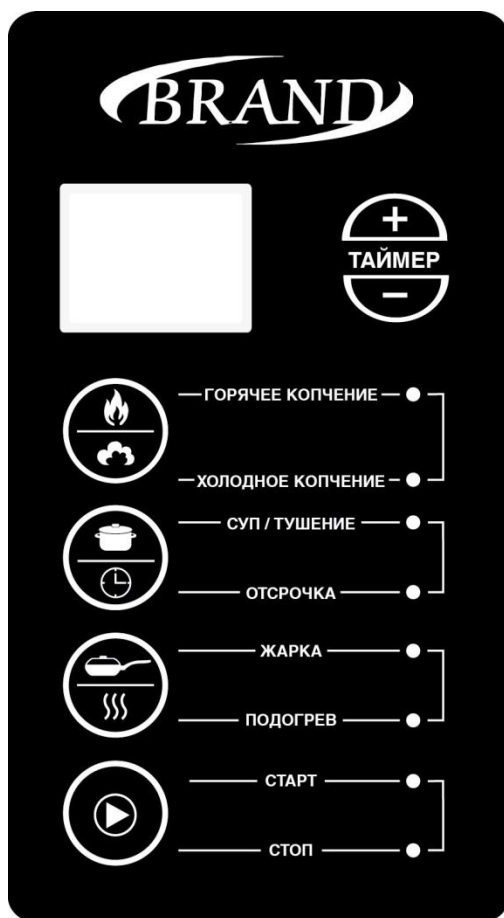 BRAND
+
ТАЙМЕР
−
ГОРЯЧЕЕ КОПЧЕНИЕ
ХОЛОДНОЕ КОПЧЕНИЕ
СУП / ТУШЕНИЕ
ОТСРОЧКА
ЖАРКА
ПОДОГРЕВ
СТАРТ
СТОП